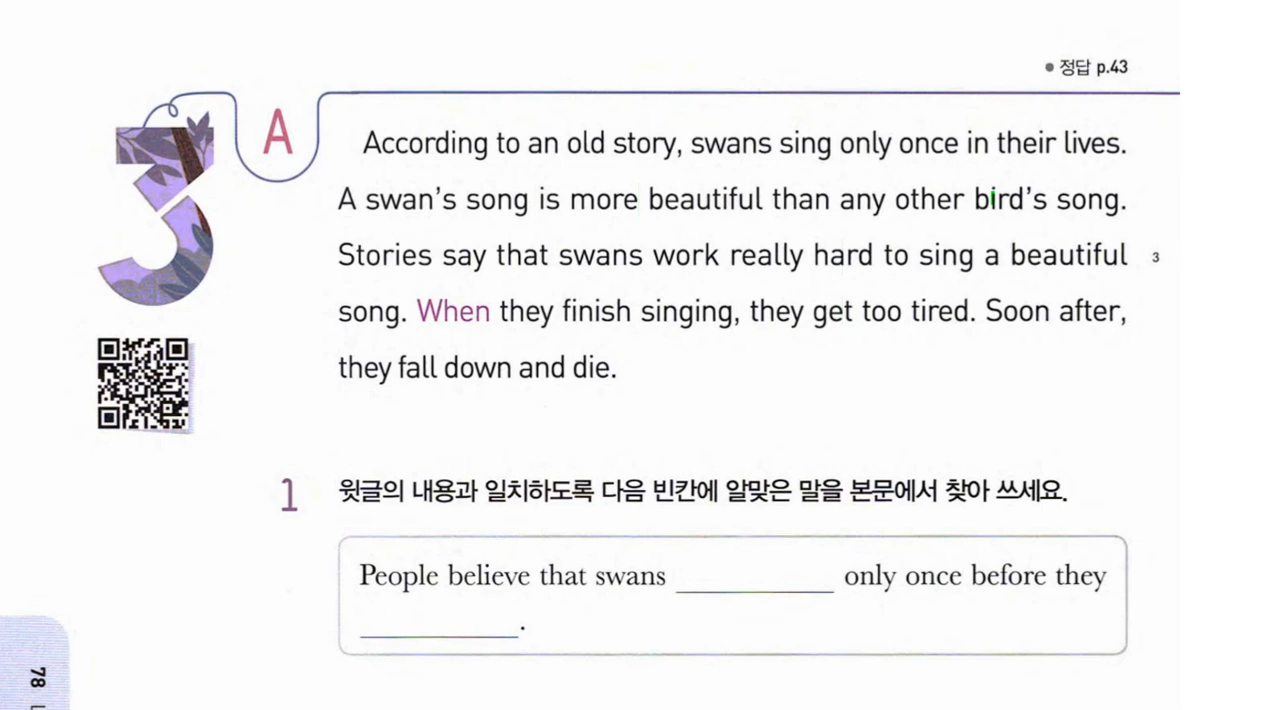 ● 정답 p.43
3
A
According to an old story, swans sing only once in their lives.
A swan's song is more beautiful than any other bird's song.
Stories say that swans work really hard to sing a beautiful 3
song. When they finish singing, they get too tired. Soon after,
they fall down and die.
1 윗글의 내용과 일치하도록 다음 빈칸에 알맞은 말을 본문에서 찾아 쓰세요.
People believe that swans __________ only once before they
__________.
78